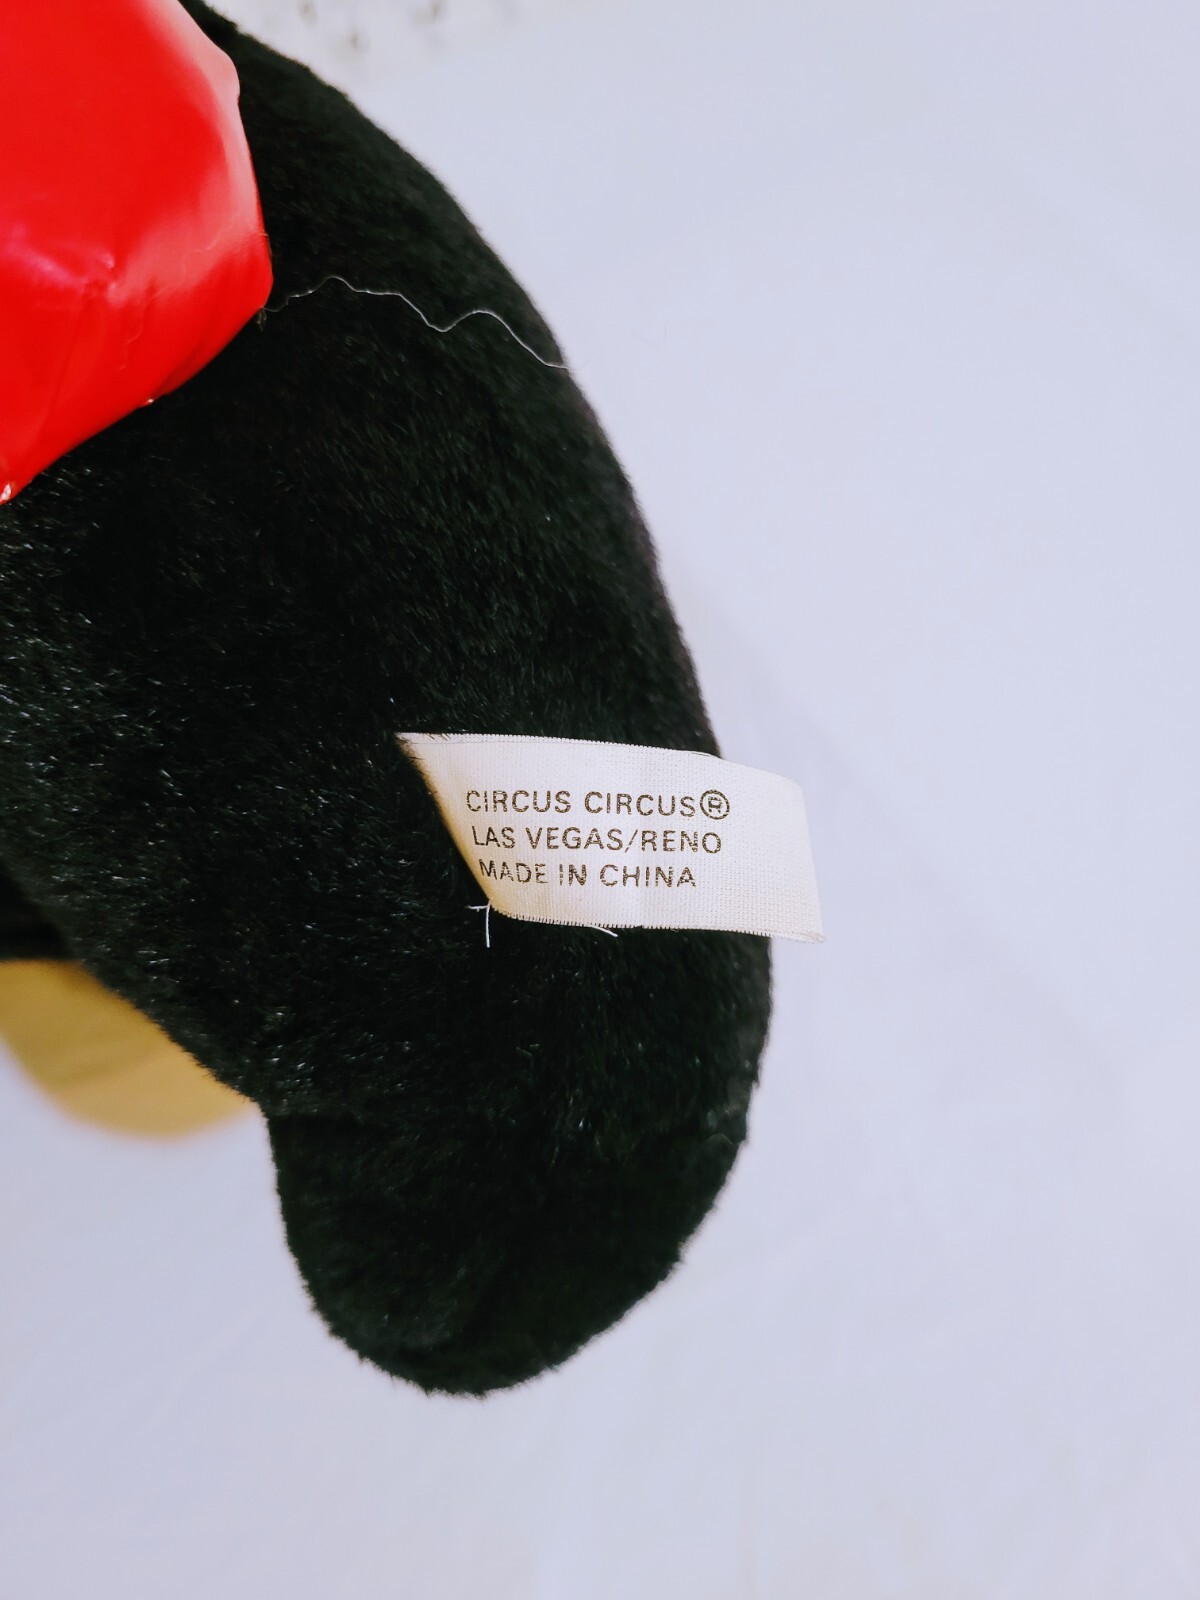 CIRCUS CIRCUS®
LAS VEGAS/RENO
MADE IN CHINA